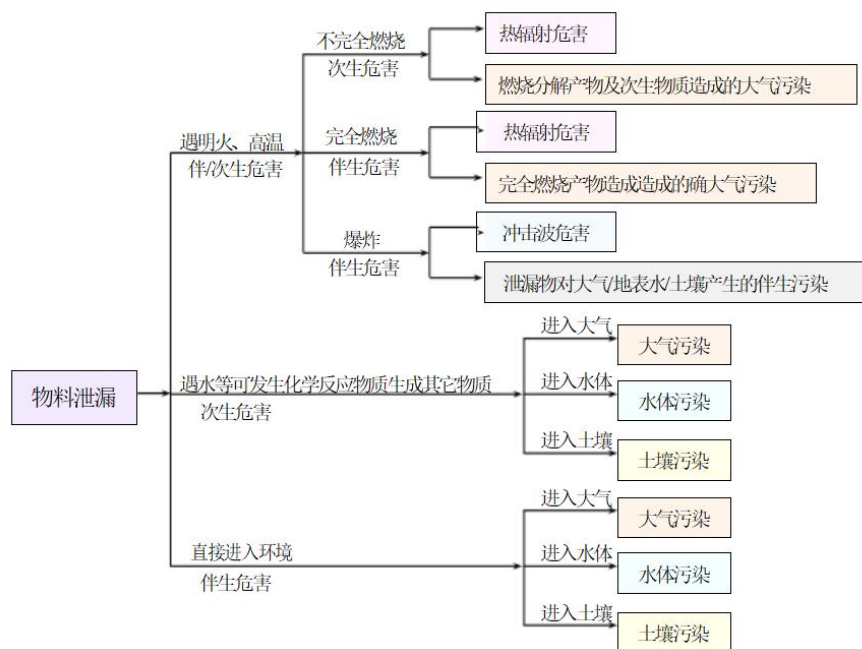 不完全燃烧
次生危害
热辐射危害
燃烧分解产物及次生物质造成的大气污染
遇明火、高温
伴/次生危害
完全燃烧
伴生危害
热辐射危害
完全燃烧产物造成造成的确大气污染
爆炸
伴生危害
冲击波危害
泄漏物对大气/地表水/土壤产生的伴生污染
物料泄漏
遇水等可发生化学反应物质生成其它物质
次生危害
进入大气
大气污染
进入水体
水体污染
进入土壤
土壤污染
直接进入环境
伴生危害
进入大气
大气污染
进入水体
水体污染
进入土壤
土壤污染